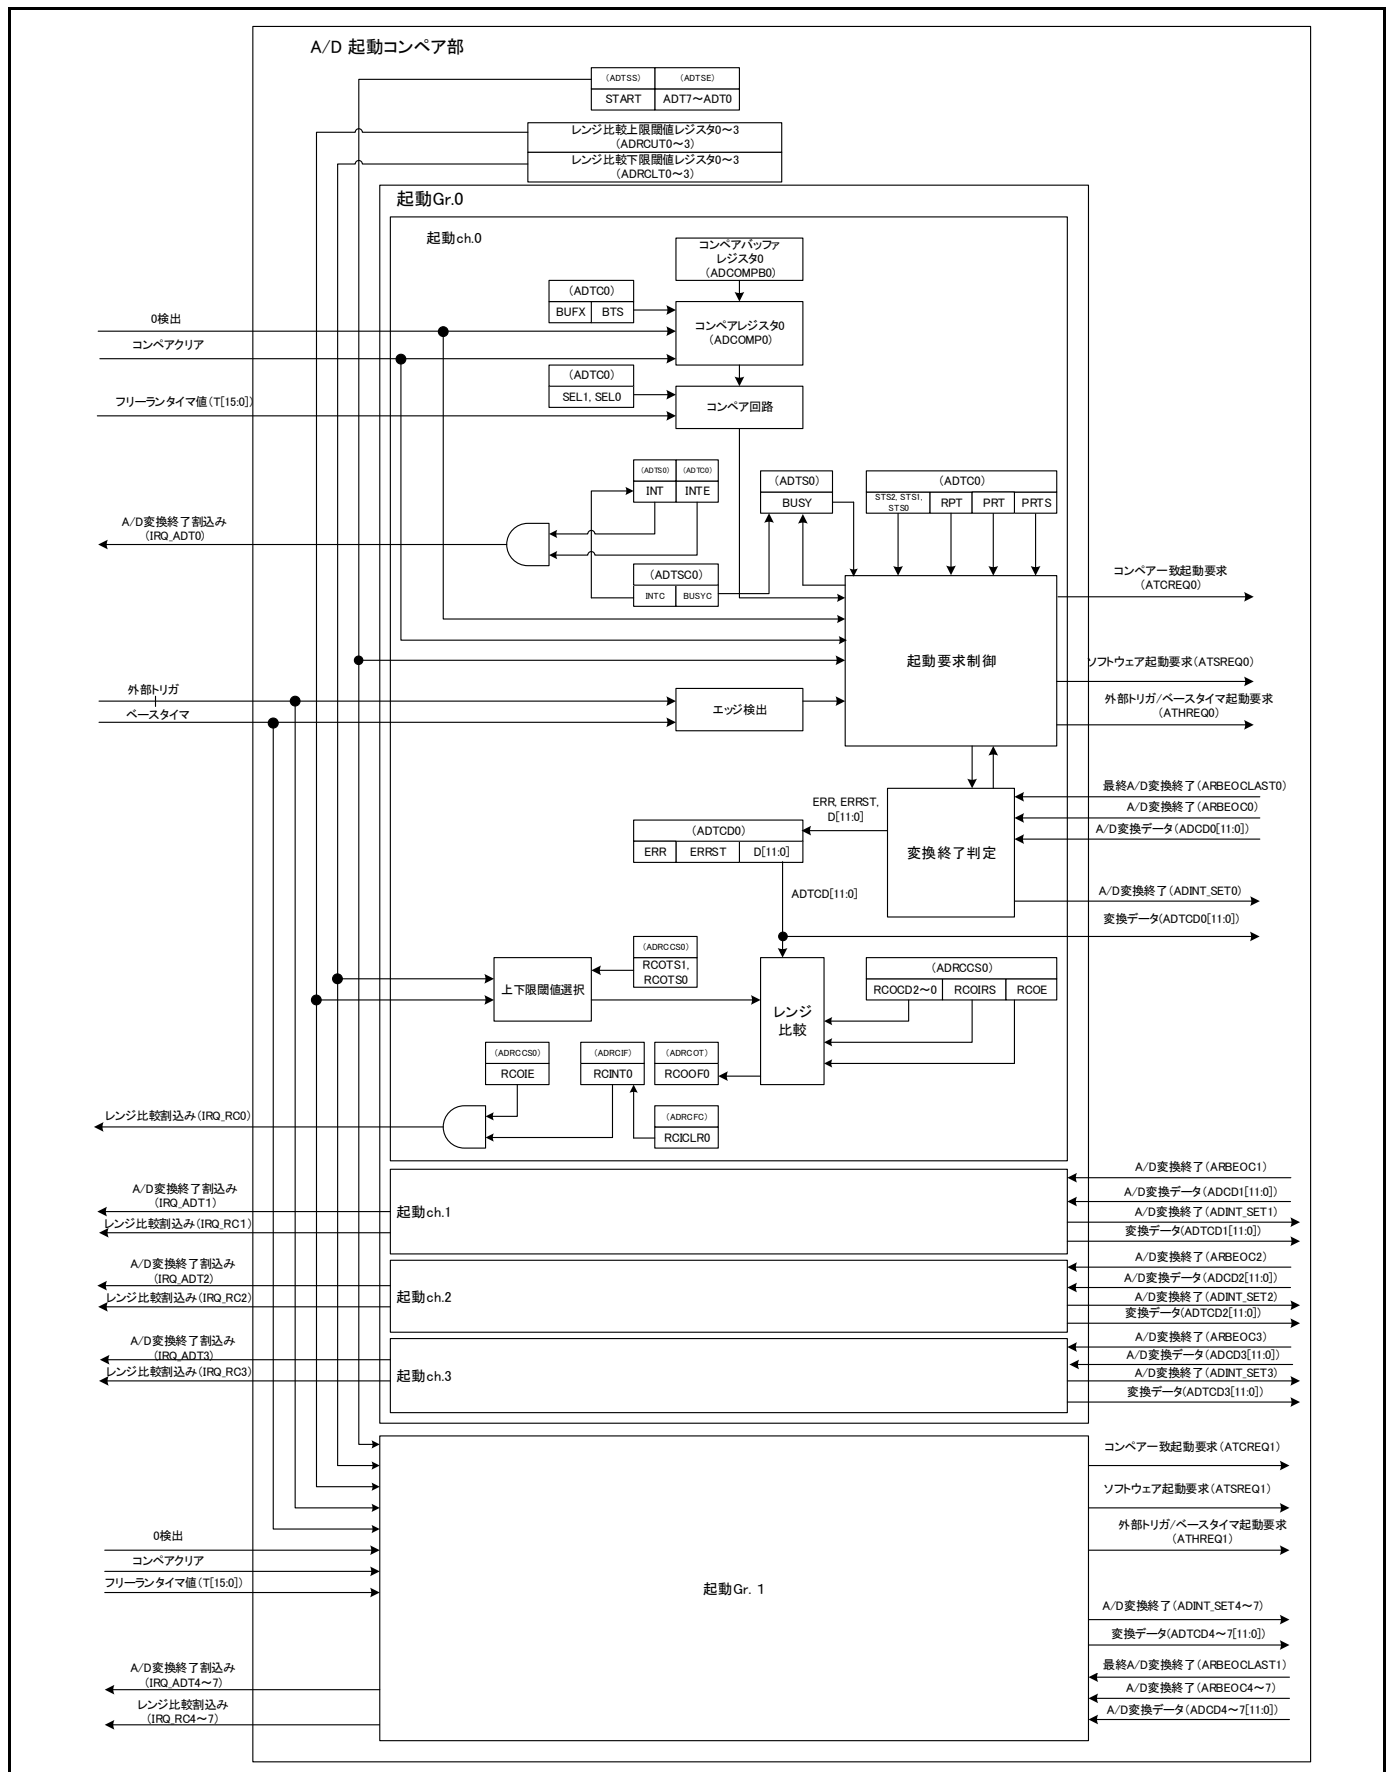 A/D 起動コンペア部
(ADTSS) (ADTSE)
START ADT7～ADT0
レンジ比較上限閾値レジスタ0～3
(ADRCUT0～3)
レンジ比較下限閾値レジスタ0～3
(ADRCLT0～3)
起動Gr.0
起動ch.0
コンペアバッファ
レジスタ0
(ADCOMPB0)
(ADTC0)
BUFX BTS
コンペアレジスタ0
(ADCOMP0)
0検出
コンペアクリア
(ADTC0)
SEL1, SEL0
コンペア回路
フリーランタイマ値(T[15:0])
(ADTS0) (ADTC0)
INT INTE
(ADTS0)
BUSY
(ADTC0)
STS2, STS1,
STS0
RPT PRT PRTS
A/D変換終了割込み
(IRQ_ADT0)
(ADTSC0)
INTC BUSYC
コンペア一致起動要求
(ATCREQ0)
起動要求制御
ソフトウェア起動要求(ATSREQ0)
外部トリガ
ベースタイマ
エッジ検出
外部トリガ/ベースタイマ起動要求
(ATHREQ0)
最終A/D変換終了(ARBEOCLAST0)
A/D変換終了(ARBEOC0)
A/D変換データ(ADCD0[11:0])
ERR, ERRST,
D[11:0]
(ADTCD0)
ERR ERRST D[11:0]
変換終了判定
ADTCD[11:0]
A/D変換終了(ADINT_SET0)
変換データ(ADTCD0[11:0])
(ADRCCS0)
RCOTS1,
RCOTS0
上下限閾値選択
レンジ
比較
(ADRCCS0)
RCOCD2～0 RCOIRS RCOE
(ADRCCS0)
RCOIE
(ADRCIF)
RCINT0
(ADRCOT)
RCOOF0
(ADRCFC)
RCICLR0
レンジ比較割込み(IRQ_RC0)
A/D変換終了(ARBEOC1)
A/D変換データ(ADCD1[11:0])
A/D変換終了(ADINT_SET1)
変換データ(ADTCD1[11:0])
A/D変換終了割込み
(IRQ_ADT1)
レンジ比較割込み(IRQ_RC1)
起動ch.1
A/D変換終了(ARBEOC2)
A/D変換データ(ADCD2[11:0])
A/D変換終了(ADINT_SET2)
変換データ(ADTCD2[11:0])
A/D変換終了割込み
(IRQ_ADT2)
レンジ比較割込み(IRQ_RC2)
起動ch.2
A/D変換終了(ARBEOC3)
A/D変換データ(ADCD3[11:0])
A/D変換終了(ADINT_SET3)
変換データ(ADTCD3[11:0])
A/D変換終了割込み
(IRQ_ADT3)
レンジ比較割込み(IRQ_RC3)
起動ch.3
コンペア一致起動要求(ATCREQ1)
ソフトウェア起動要求(ATSREQ1)
外部トリガ/ベースタイマ起動要求
(ATHREQ1)
0検出
コンペアクリア
フリーランタイマ値(T[15:0])
起動Gr. 1
A/D変換終了(ADINT_SET4～7)
変換データ(ADTCD4～7[11:0])
最終A/D変換終了(ARBEOCLAST1)
A/D変換終了(ARBEOC4～7)
A/D変換データ(ADCD4～7[11:0])
A/D変換終了割込み
(IRQ_ADT4～7)
レンジ比較割込み
(IRQ_RC4～7)